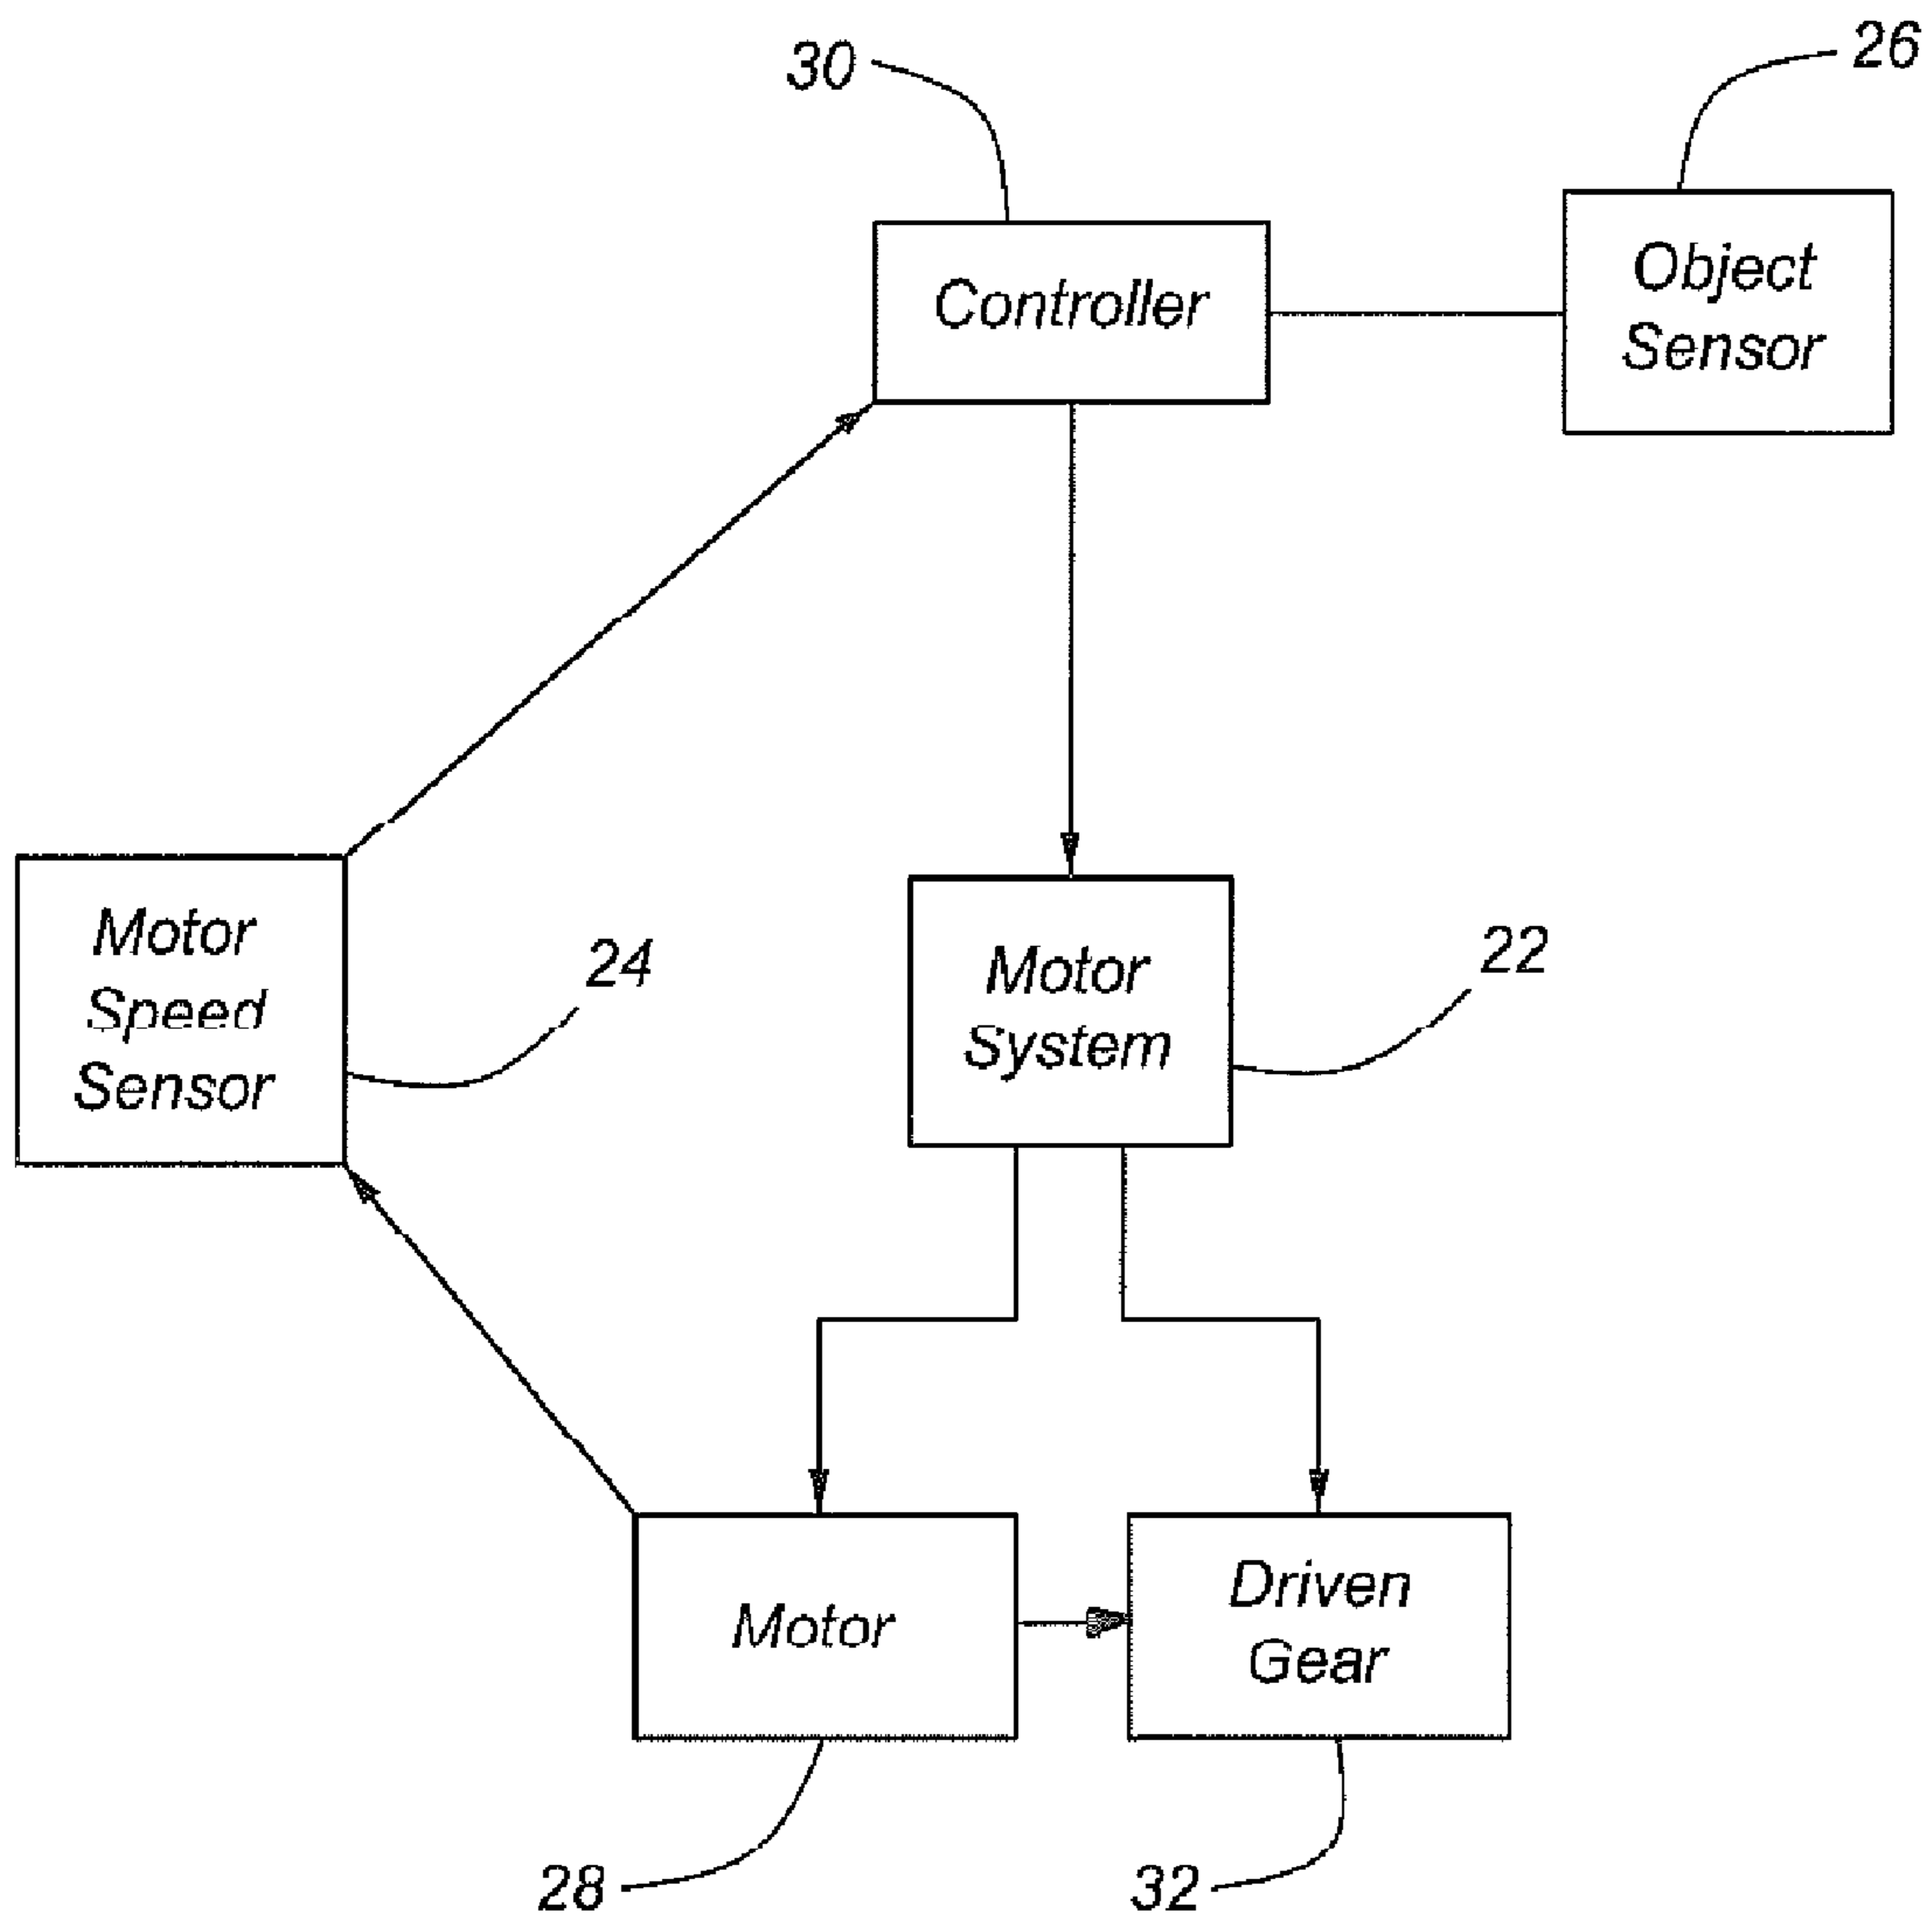 30
26
Controller
Object
Sensor
Motor
Speed
Sensor
24
Motor
System
22
Motor
Driven
Gear
28
32